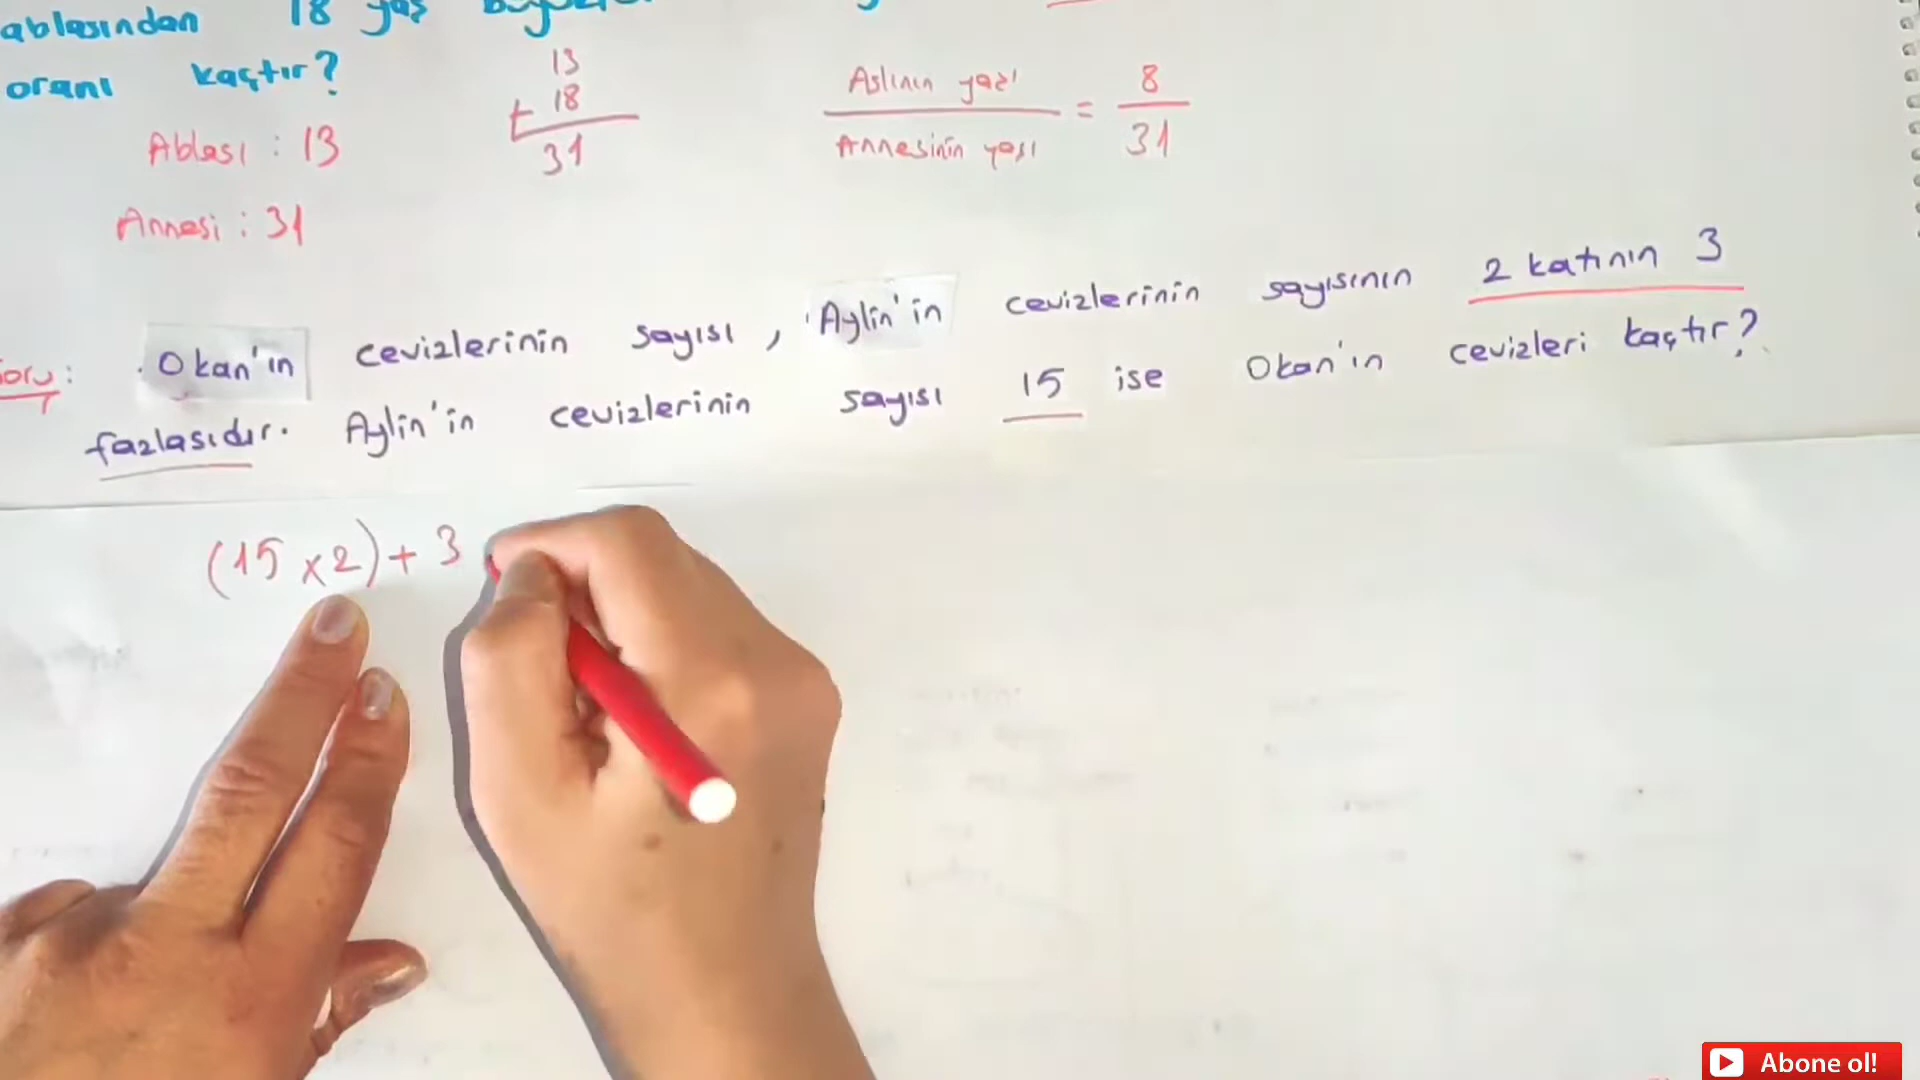 ablasından 18 yaş
oranı kaçtır?
13
+ 18
31
Aslının yaşı / Annesinin yaşı = 8 / 31
Ablası : 13
Annesi : 31
Soru: Okan'ın cevizlerinin sayısı, Aylin'in cevizlerinin sayısının 2 katının 3
fazlasıdır. Aylin'in cevizlerinin sayısı 15 ise Okan'ın cevizleri kaçtır?
(15 x 2) + 3
Abone ol!